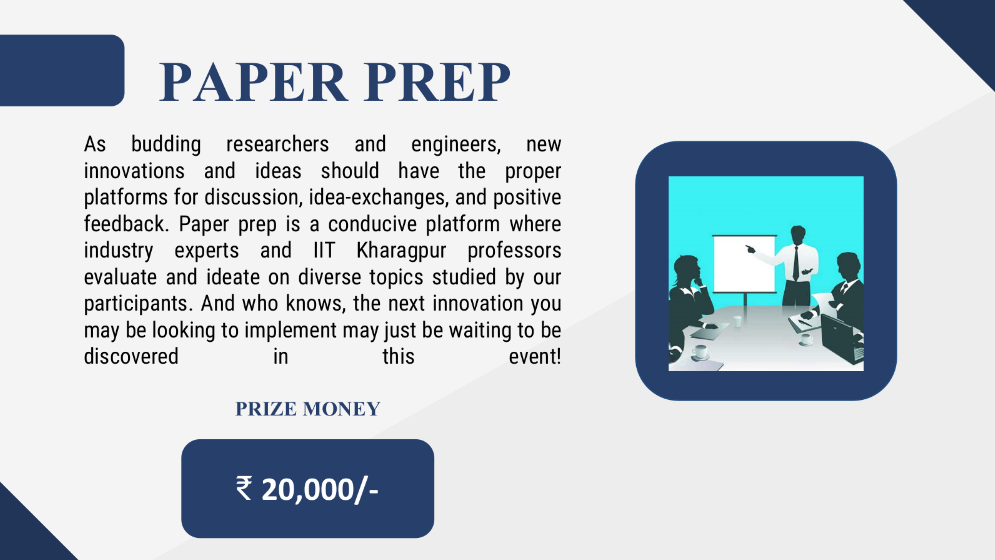 PAPER PREP
As budding researchers and engineers, new
innovations and ideas should have the proper
platforms for discussion, idea-exchanges, and positive
feedback. Paper prep is a conducive platform where
industry experts and IIT Kharagpur professors
evaluate and ideate on diverse topics studied by our
participants. And who knows, the next innovation you
may be looking to implement may just be waiting to be
discovered in this event!
PRIZE MONEY
₹ 20,000/-